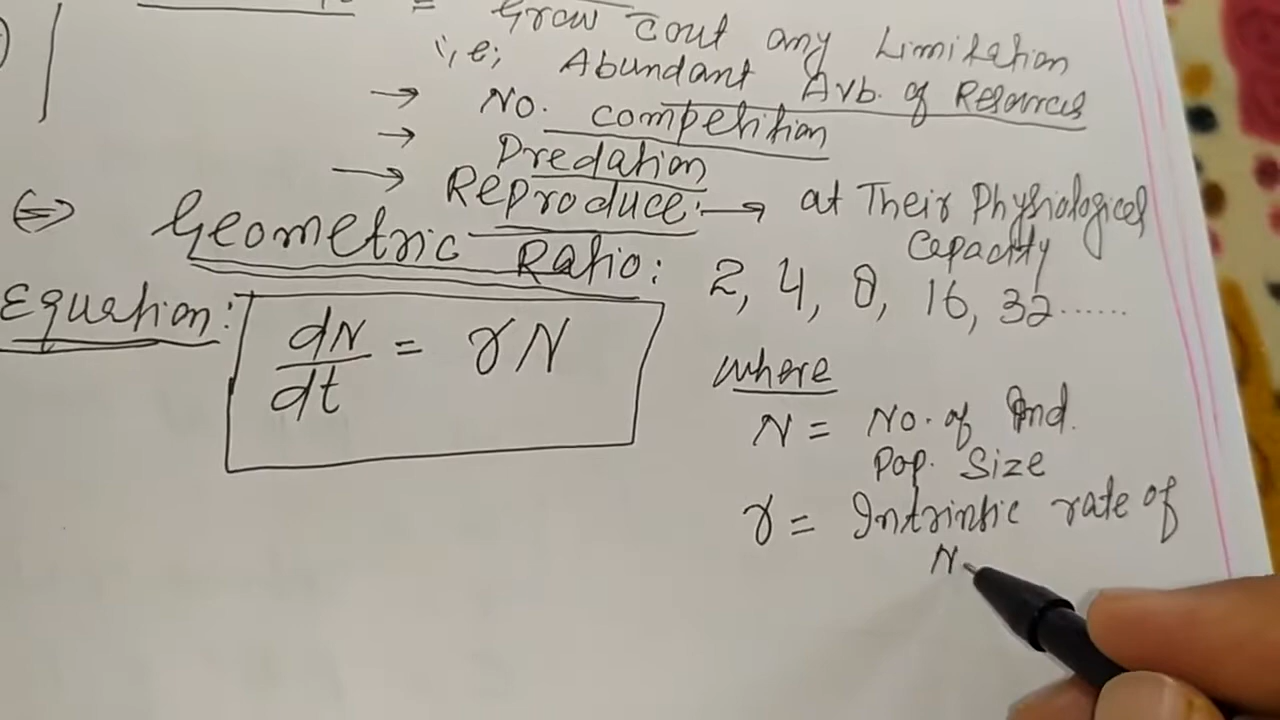 = Grow cout any Limitation
i,e; Abundant Avb. of Resources
→ No. competition
→ Predation
→ Reproduce. → at Their Physiological
Capacity
⇔ Geometric Ratio: 2, 4, 8, 16, 32......
Equation: dN/dt = rN
where
N = No. of Ind.
Pop. Size
r = Intrinsic rate of
N